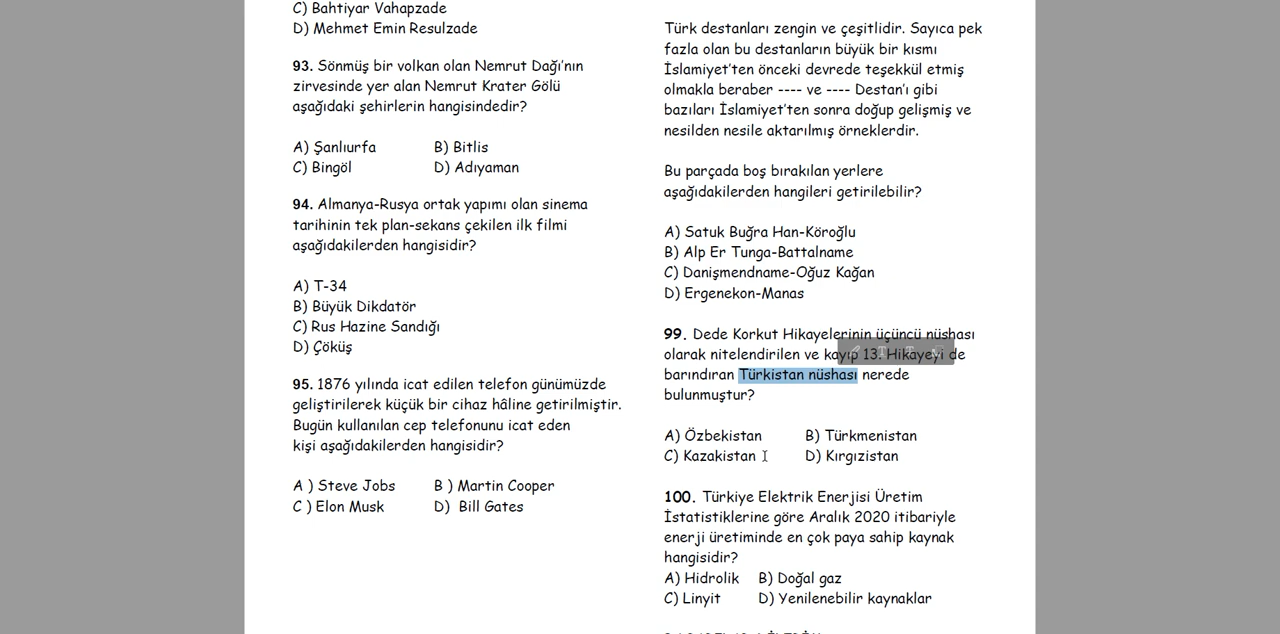 C) Bahtiyar Vahapzade
D) Mehmet Emin Resulzade
93. Sönmüş bir volkan olan Nemrut Dağı'nın
zirvesinde yer alan Nemrut Krater Gölü
aşağıdaki şehirlerin hangisindedir?
A) Şanlıurfa B) Bitlis
C) Bingöl D) Adıyaman
94. Almanya-Rusya ortak yapımı olan sinema
tarihinin tek plan-sekans çekilen ilk filmi
aşağıdakilerden hangisidir?
A) T-34
B) Büyük Dikdatör
C) Rus Hazine Sandığı
D) Çöküş
95. 1876 yılında icat edilen telefon günümüzde
geliştirilerek küçük bir cihaz hâline getirilmiştir.
Bugün kullanılan cep telefonunu icat eden
kişi aşağıdakilerden hangisidir?
A ) Steve Jobs B ) Martin Cooper
C ) Elon Musk D) Bill Gates
Türk destanları zengin ve çeşitlidir. Sayıca pek
fazla olan bu destanların büyük bir kısmı
İslamiyet'ten önceki devrede teşekkül etmiş
olmakla beraber ---- ve ---- Destan'ı gibi
bazıları İslamiyet'ten sonra doğup gelişmiş ve
nesilden nesile aktarılmış örneklerdir.
Bu parçada boş bırakılan yerlere
aşağıdakilerden hangileri getirilebilir?
A) Satuk Buğra Han-Köroğlu
B) Alp Er Tunga-Battalname
C) Danişmendname-Oğuz Kağan
D) Ergenekon-Manas
99. Dede Korkut Hikayelerinin üçüncü nüshası
olarak nitelendirilen ve kayıp 13. Hikayeyi de
barındıran Türkistan nüshası nerede
bulunmuştur?
A) Özbekistan B) Türkmenistan
C) Kazakistan D) Kırgızistan
100. Türkiye Elektrik Enerjisi Üretim
İstatistiklerine göre Aralık 2020 itibariyle
enerji üretiminde en çok paya sahip kaynak
hangisidir?
A) Hidrolik B) Doğal gaz
C) Linyit D) Yenilenebilir kaynaklar